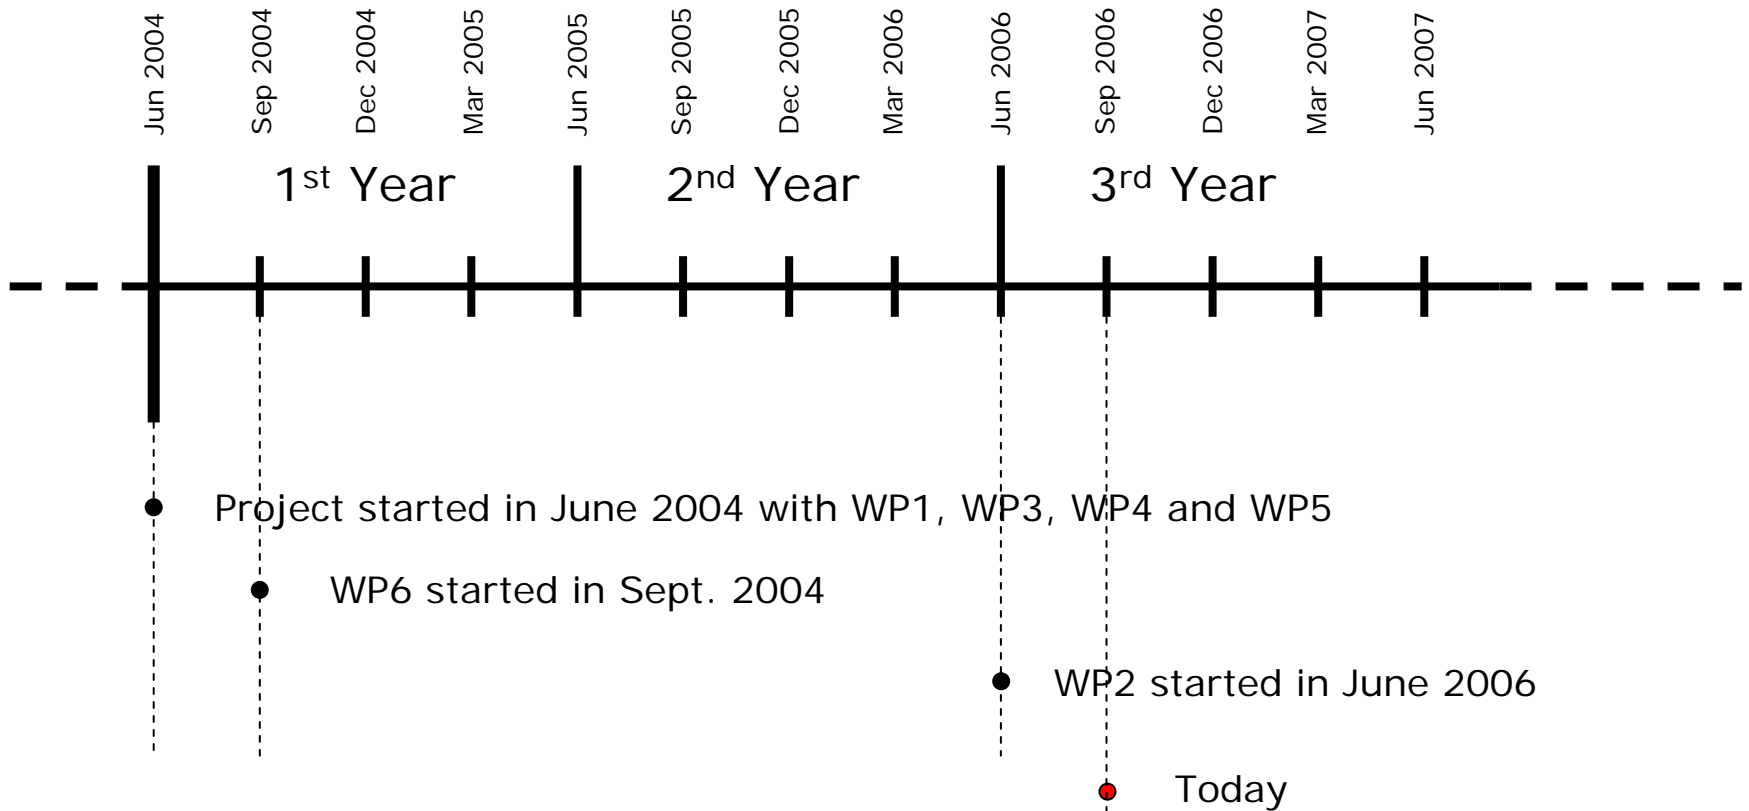 Jun 2004
Sep 2004
Dec 2004
Mar 2005
Jun 2005
Sep 2005
Dec 2005
Mar 2006
Jun 2006
Sep 2006
Dec 2006
Mar 2007
Jun 2007
1st Year
2nd Year
3rd Year
Project started in June 2004 with WP1, WP3, WP4 and WP5
WP6 started in Sept. 2004
WP2 started in June 2006
Today